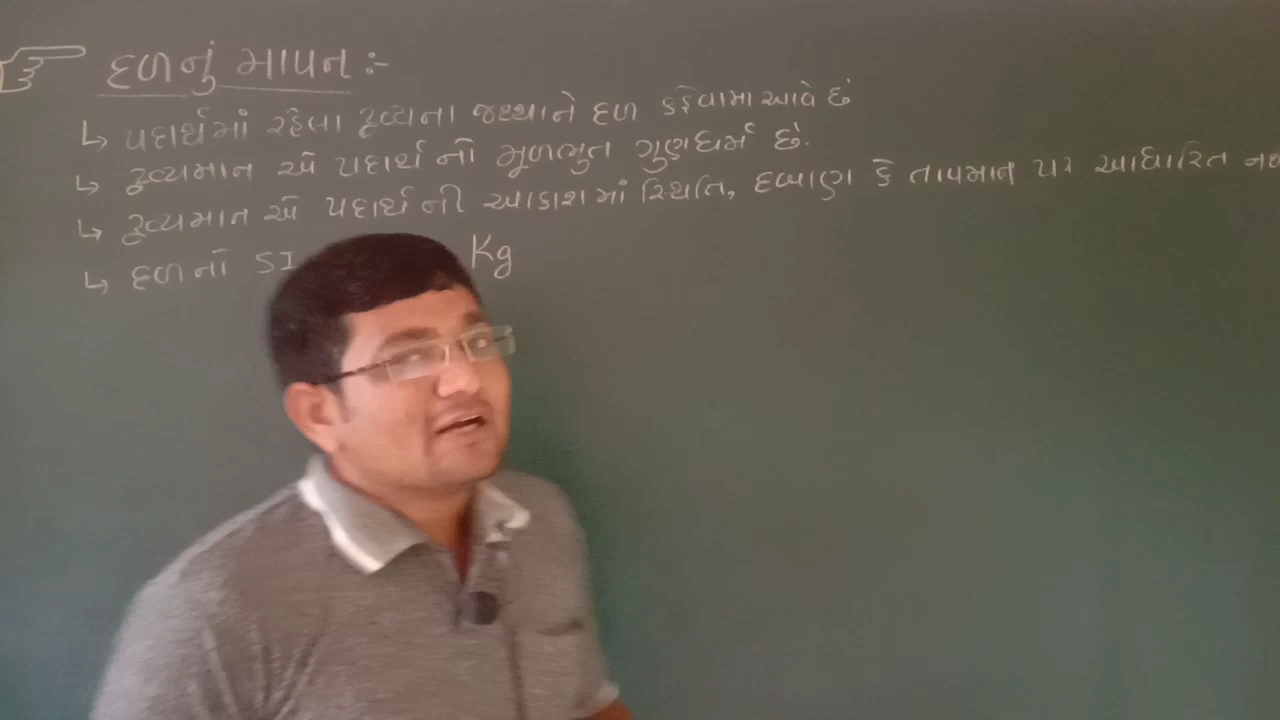 દળનું માપન :-
↳ પદાર્થમાં રહેલા દ્રવ્યના જથ્થાને દળ કહેવામાં આવે છે
↳ દ્રવ્યમાન એ પદાર્થનો મૂળભુત ગુણધર્મ છે.
↳ દ્રવ્યમાન એ પદાર્થની આકાશમાં સ્થિતિ, દબાણ કે તાપમાન પર આધારિત નથ
↳ દળનો SI Kg